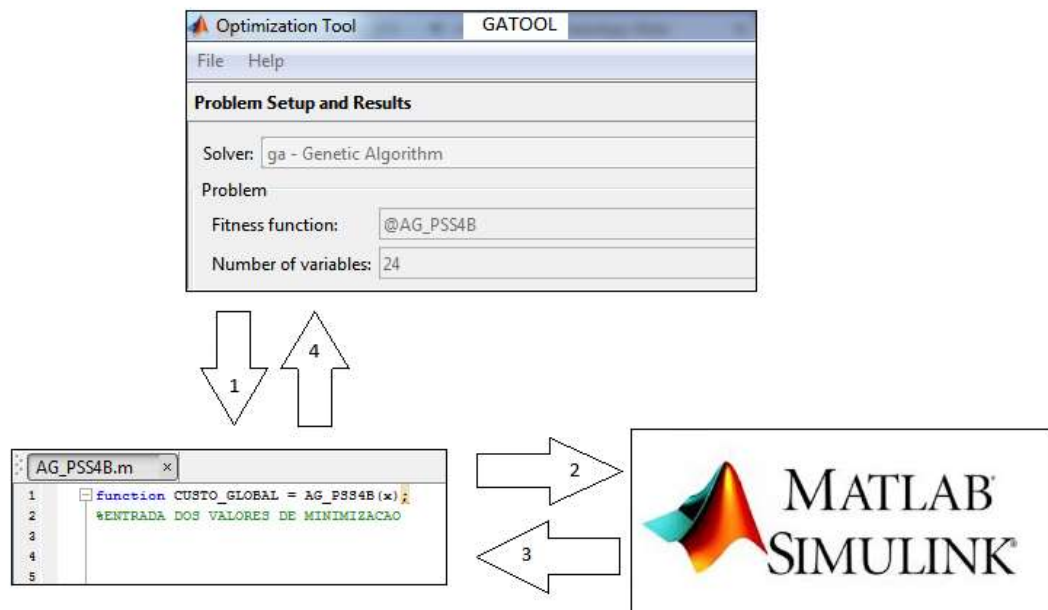 Optimization Tool
GATOOL
File Help
Problem Setup and Results
Solver: ga - Genetic Algorithm
Problem
Fitness function: @AG_PSS4B
Number of variables: 24
1
4
AG_PSS4B.m ×
1 function CUSTO_GLOBAL = AG_PSS4B(x);
2 %ENTRADA DOS VALORES DE MINIMIZACAO
3
4
5
2
3
MATLAB®
SIMULINK®